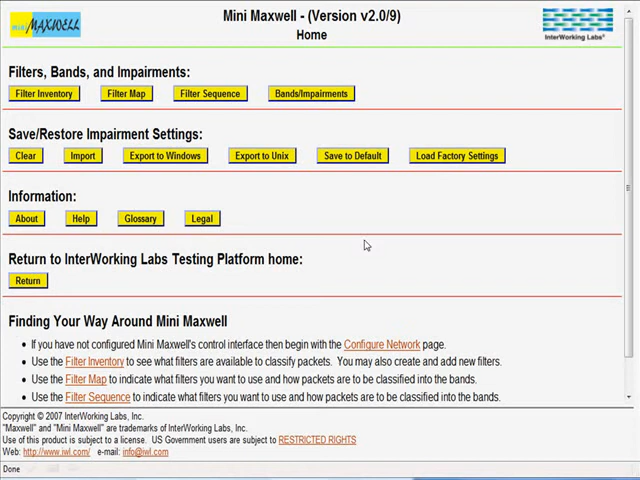 mini MAXWELL
Mini Maxwell - (Version v2.0/9)
Home
InterWorking Labs®
Filters, Bands, and Impairments:
Filter Inventory Filter Map Filter Sequence Bands/Impairments
Save/Restore Impairment Settings:
Clear Import Export to Windows Export to Unix Save to Default Load Factory Settings
Information:
About Help Glossary Legal
Return to InterWorking Labs Testing Platform home:
Return
Finding Your Way Around Mini Maxwell
If you have not configured Mini Maxwell's control interface then begin with the Configure Network page.
Use the Filter Inventory to see what filters are available to classify packets. You may also create and add new filters.
Use the Filter Map to indicate what filters you want to use and how packets are to be classified into the bands.
Use the Filter Sequence to indicate what filters you want to use and how packets are to be classified into the bands.
Copyright © 2007 InterWorking Labs, Inc.
"Maxwell" and "Mini Maxwell" are trademarks of InterWorking Labs, Inc.
Use of this product is subject to a license. US Government users are subject to RESTRICTED RIGHTS
Web: http://www.iwl.com/ e-mail: info@iwl.com
Done